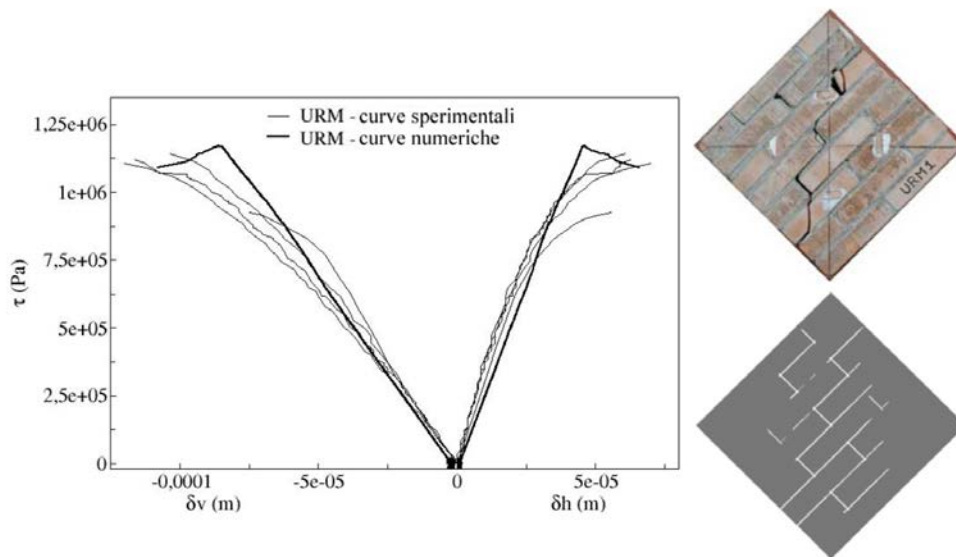 URM - curve sperimentali
URM - curve numeriche
1,25e+06
1e+06
7,5e+05
5e+05
2,5e+05
0
τ (Pa)
-0,0001
-5e-05
0
5e-05
δv (m)
δh (m)
URM1